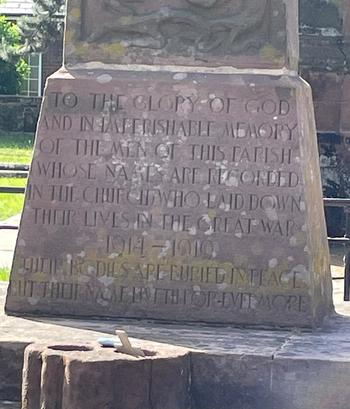 TO THE GLORY OF GOD
AND IN IMPERISHABLE MEMORY
OF THE MEN OF THIS PARISH
WHOSE NAMES ARE RECORDED
IN THE CHURCH WHO LAID DOWN
THEIR LIVES IN THE GREAT WAR
1914 – 1919
THEIR BODIES ARE BURIED IN PEACE
BUT THEIR NAME LIVETH FOR EVERMORE